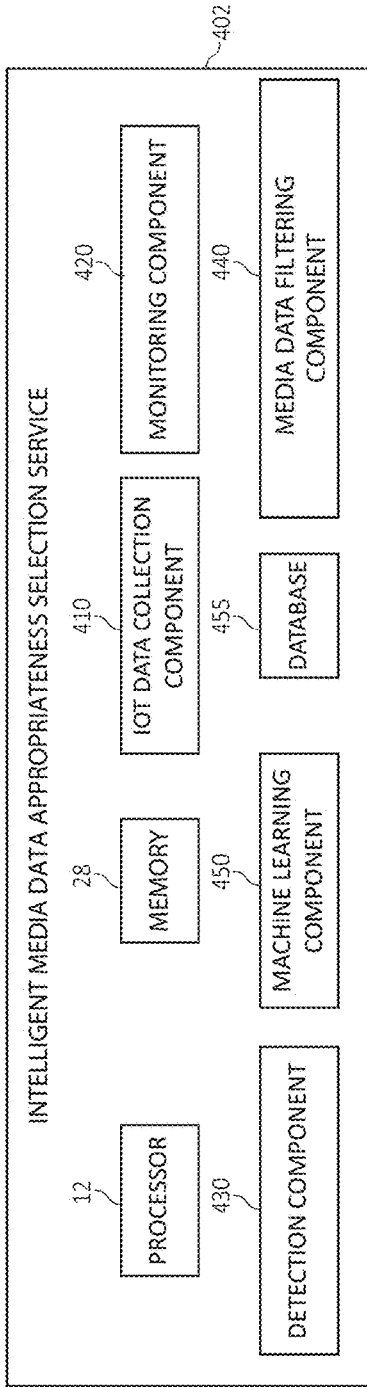 INTELLIGENT MEDIA DATA APPROPRIATENESS SELECTION SERVICE
402
12
PROCESSOR
28
MEMORY
410
IOT DATA COLLECTION
COMPONENT
420
MONITORING COMPONENT
430
DETECTION COMPONENT
450
MACHINE LEARNING
COMPONENT
455
DATABASE
440
MEDIA DATA FILTERING
COMPONENT